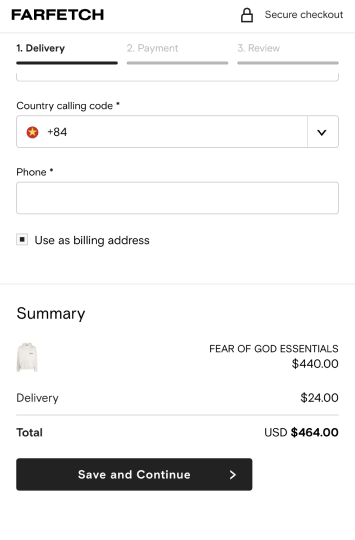 FARFETCH
Secure checkout
1. Delivery 2. Payment 3. Review
Country calling code *
+84
Phone *
Use as billing address
Summary
FEAR OF GOD ESSENTIALS
$440.00
Delivery $24.00
Total USD $464.00
Save and Continue